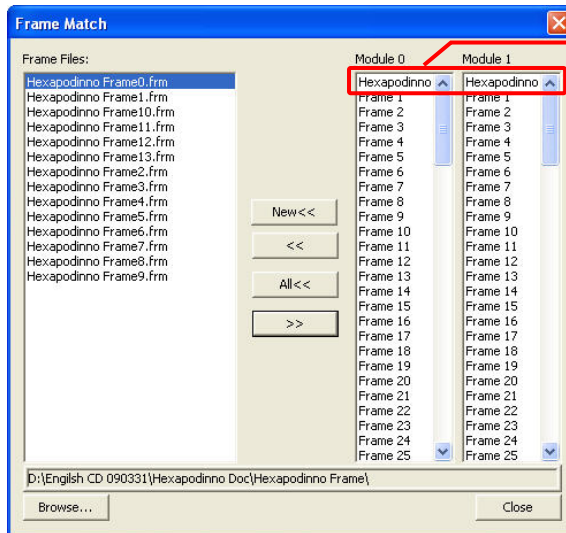 Frame Match
Frame Files:
Hexapodinno Frame0.frm
Hexapodinno Frame1.frm
Hexapodinno Frame10.frm
Hexapodinno Frame11.frm
Hexapodinno Frame12.frm
Hexapodinno Frame13.frm
Hexapodinno Frame2.frm
Hexapodinno Frame3.frm
Hexapodinno Frame4.frm
Hexapodinno Frame5.frm
Hexapodinno Frame6.frm
Hexapodinno Frame7.frm
Hexapodinno Frame8.frm
Hexapodinno Frame9.frm
New<<
<<
All<<
>>
Module 0
Hexapodinno
Frame 1
Frame 2
Frame 3
Frame 4
Frame 5
Frame 6
Frame 7
Frame 8
Frame 9
Frame 10
Frame 11
Frame 12
Frame 13
Frame 14
Frame 15
Frame 16
Frame 17
Frame 18
Frame 19
Frame 20
Frame 21
Frame 22
Frame 23
Frame 24
Frame 25
Module 1
Hexapodinno
Frame 1
Frame 2
Frame 3
Frame 4
Frame 5
Frame 6
Frame 7
Frame 8
Frame 9
Frame 10
Frame 11
Frame 12
Frame 13
Frame 14
Frame 15
Frame 16
Frame 17
Frame 18
Frame 19
Frame 20
Frame 21
Frame 22
Frame 23
Frame 24
Frame 25
D:\Engilsh CD 090331\Hexapodinno Doc\Hexapodinno Frame\
Browse...
Close